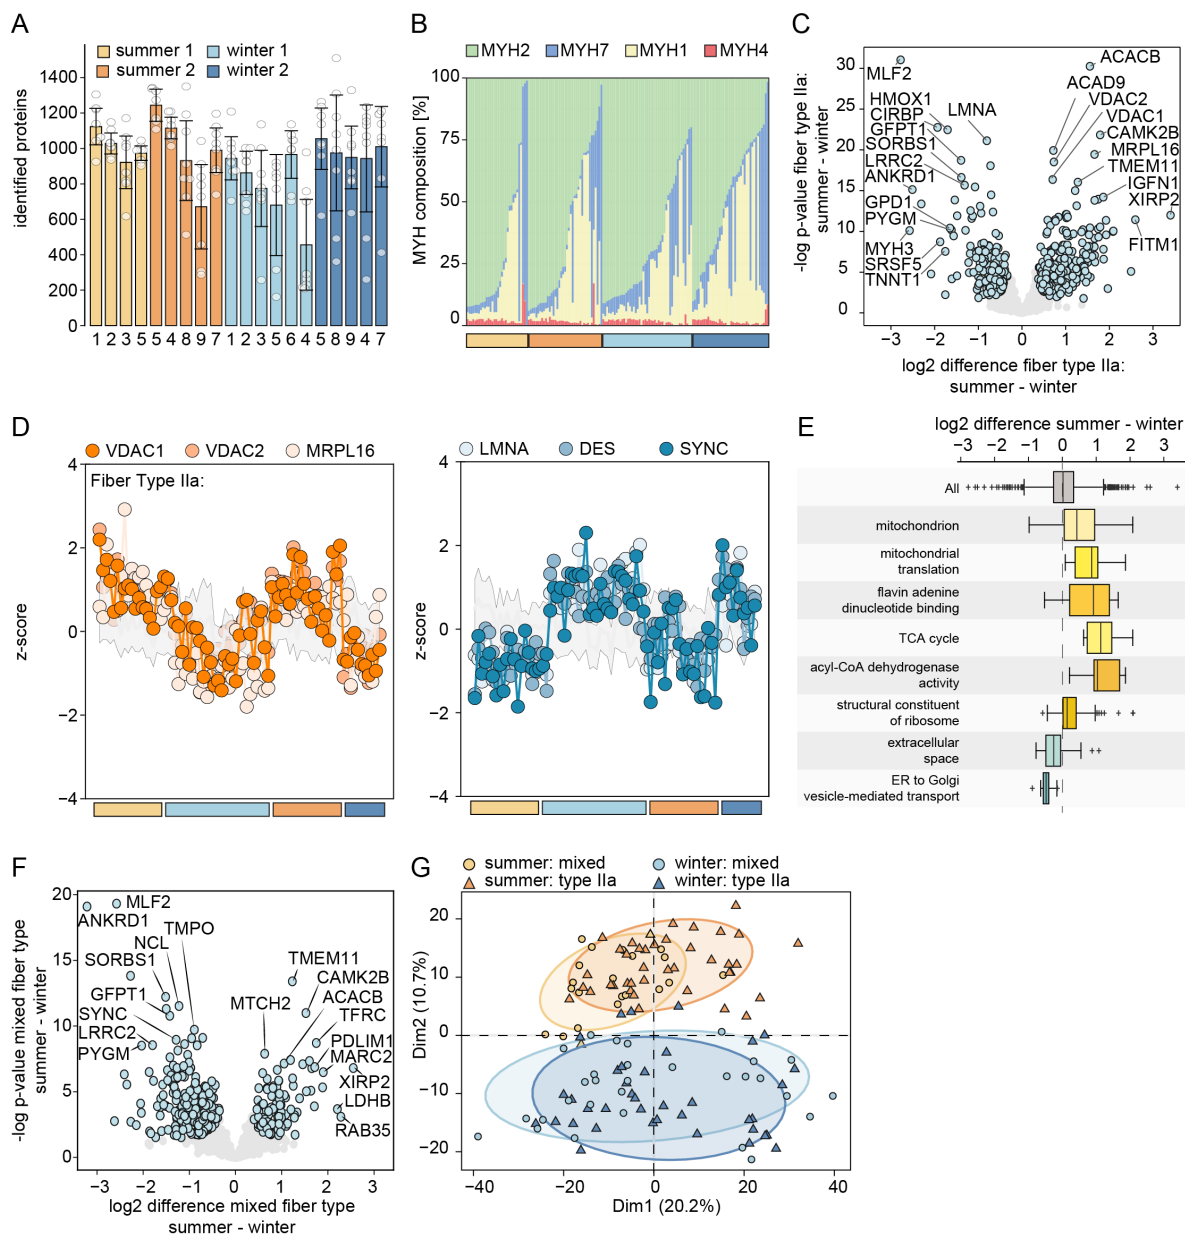 A
summer 1
winter 1
summer 2
winter 2
identified proteins
1400
1200
1000
800
600
400
200
0
1 2 3 5 5 4 8 9 7 1 2 3 5 6 4 5 8 9 4 7
B
MYH2 MYH7 MYH1 MYH4
MYH composition [%]
100
75
50
25
0
C
-log p-value fiber type IIa:
summer - winter
30
25
20
15
10
5
0
MLF2
HMOX1
CIRBP
GFPT1
SORBS1
LRRC2
ANKRD1
GPD1
PYGM
MYH3
SRSF5
TNNT1
LMNA
ACACB
ACAD9
VDAC2
VDAC1
CAMK2B
MRPL16
TMEM11
IGFN1
XIRP2
FITM1
−2 0 2
log2 difference fiber type IIa:
summer - winter
D
VDAC1 VDAC2 MRPL16
Fiber Type IIa:
z-score
4
2
0
−2
−4
LMNA DES SYNC
z-score
4
2
0
−2
−4
E
log2 difference summer - winter
−3 −2 −1 0 1 2 3
All
mitochondrion
mitochondrial
translation
flavin adenine
dinucleotide binding
TCA cycle
acyl-CoA dehydrogenase
activity
structural constituent
of ribosome
extracellular
space
ER to Golgi
vesicle-mediated transport
F
-log p-value mixed fiber type
summer - winter
20
15
10
5
0
MLF2
ANKRD1
TMPO
NCL
SORBS1
GFPT1
SYNC
LRRC2
PYGM
MTCH2
TMEM11
CAMK2B
ACACB
TFRC
PDLIM1
MARC2
XIRP2
LDHB
RAB35
−3 −2 −1 0 1 2 3
log2 difference mixed fiber type
summer - winter
G
summer: mixed
winter: mixed
summer: type IIa
winter: type IIa
Dim2 (10.7%)
20
10
0
−10
−20
−40 −20 0 20 40
Dim1 (20.2%)